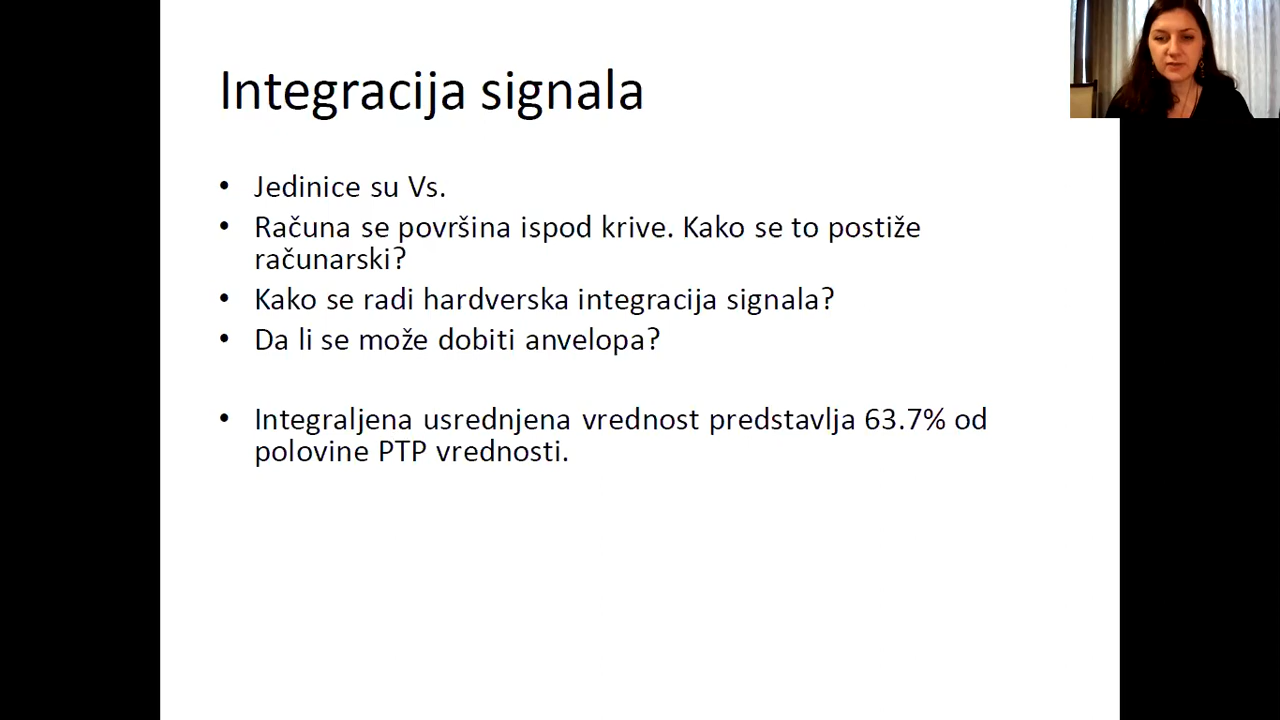 Integracija signala
• Jedinice su Vs.
• Računa se površina ispod krive. Kako se to postiže
računarski?
• Kako se radi hardverska integracija signala?
• Da li se može dobiti anvelopa?
• Integraljena usrednjena vrednost predstavlja 63.7% od
polovine PTP vrednosti.